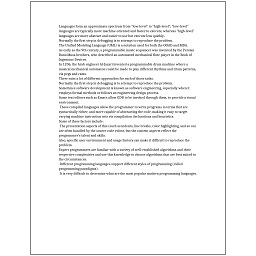 Languages form an approximate spectrum from "low-level" to "high-level"; "low-level"
languages are typically more machine-oriented and faster to execute, whereas "high-level"
languages are more abstract and easier to use but execute less quickly.
Normally the first step in debugging is to attempt to reproduce the problem.
The Unified Modeling Language (UML) is a notation used for both the OOAD and MDA.
As early as the 9th century, a programmable music sequencer was invented by the Persian
Banu Musa brothers, who described an automated mechanical flute player in the Book of
Ingenious Devices.
In 1206, the Arab engineer Al-Jazari invented a programmable drum machine where a
musical mechanical automaton could be made to play different rhythms and drum patterns,
via pegs and cams.
There exist a lot of different approaches for each of those tasks.
Normally the first step in debugging is to attempt to reproduce the problem.
Sometimes software development is known as software engineering, especially when it
employs formal methods or follows an engineering design process.
Some text editors such as Emacs allow GDB to be invoked through them, to provide a visual
environment.
These compiled languages allow the programmer to write programs in terms that are
syntactically richer, and more capable of abstracting the code, making it easy to target
varying machine instruction sets via compilation declarations and heuristics.
Some of these factors include:
The presentation aspects of this (such as indents, line breaks, color highlighting, and so on)
are often handled by the source code editor, but the content aspects reflect the
programmer's talent and skills.
Also, specific user environment and usage history can make it difficult to reproduce the
problem.
Expert programmers are familiar with a variety of well-established algorithms and their
respective complexities and use this knowledge to choose algorithms that are best suited to
the circumstances.
Different programming languages support different styles of programming (called
programming paradigms).
It is very difficult to determine what are the most popular modern programming languages.